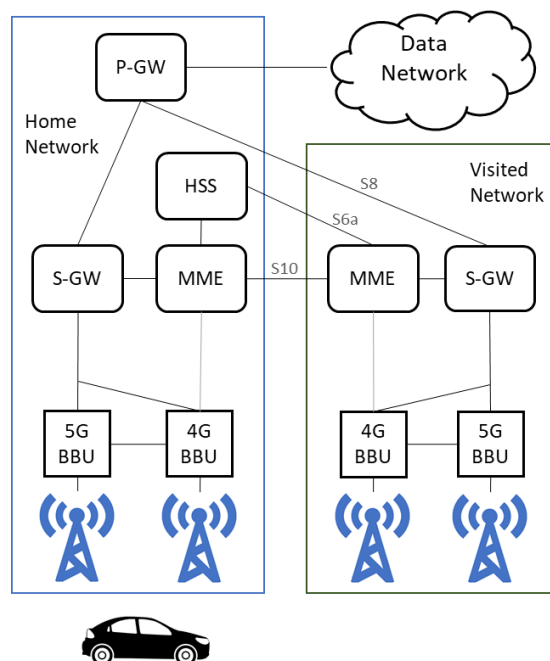 P-GW
Data
Network
Home
Network
Visited
Network
S8
HSS
S6a
S-GW
MME
S10
MME
S-GW
5G
BBU
4G
BBU
4G
BBU
5G
BBU